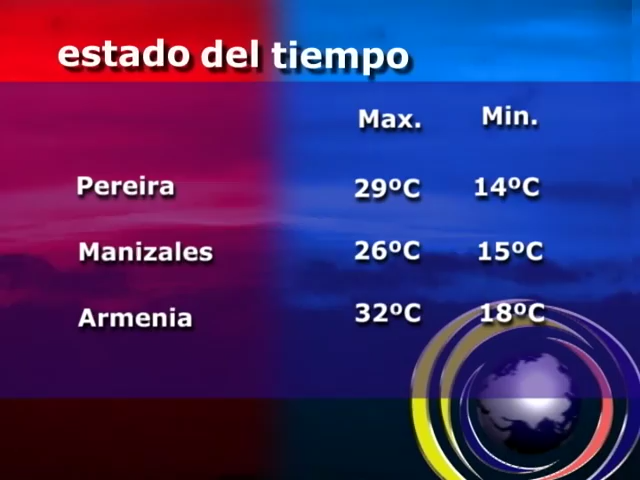 estado del tiempo
Max. Min.
Pereira 29ºC 14ºC
Manizales 26ºC 15ºC
Armenia 32ºC 18ºC